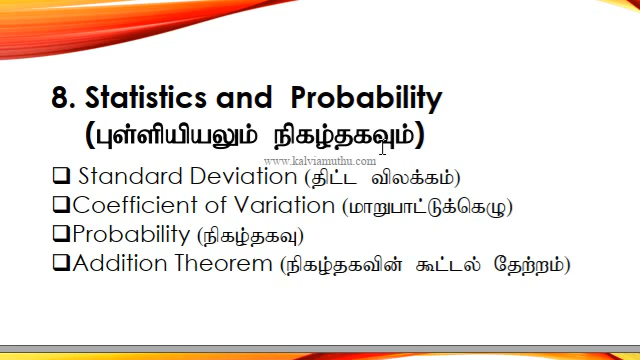 8. Statistics and Probability
(புள்ளியியலும் நிகழ்தகவும்)
www.kalviamuthu.com
❑ Standard Deviation (திட்ட விலக்கம்)
❑Coefficient of Variation (மாறுபாட்டுக்கெழு)
❑Probability (நிகழ்தகவு)
❑Addition Theorem (நிகழ்தகவின் கூட்டல் தேற்றம்)